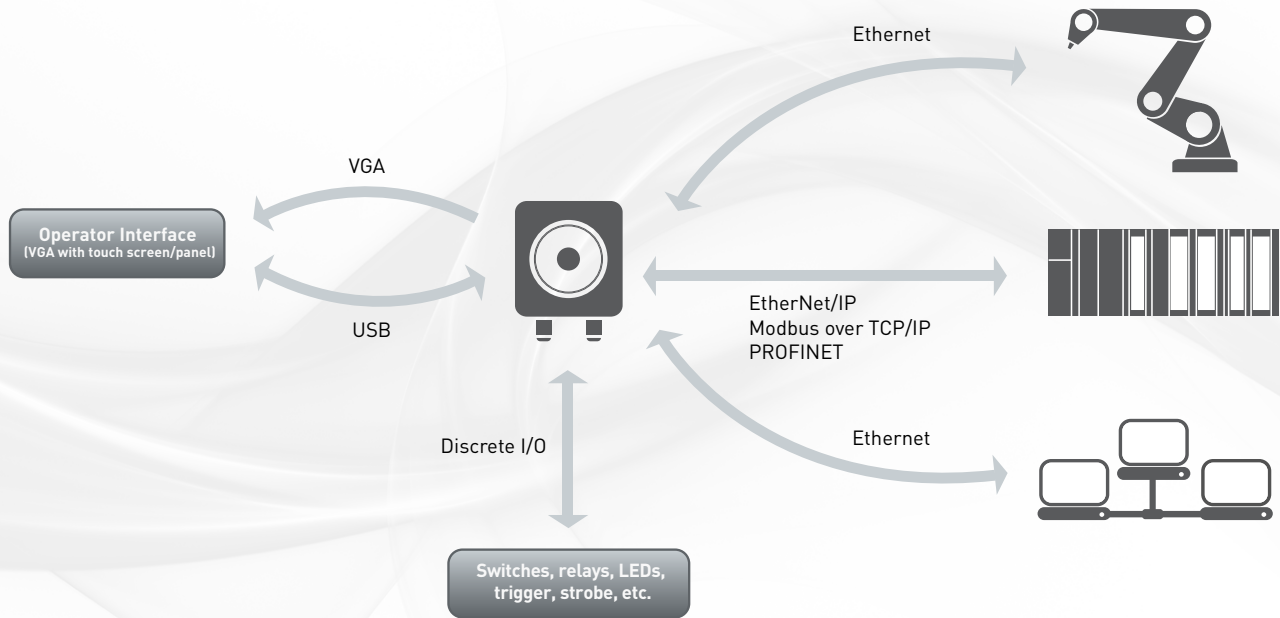 Ethernet
VGA
Operator Interface
(VGA with touch screen/panel)
USB
EtherNet/IP
Modbus over TCP/IP
PROFINET
Ethernet
Discrete I/O
Switches, relays, LEDs,
trigger, strobe, etc.